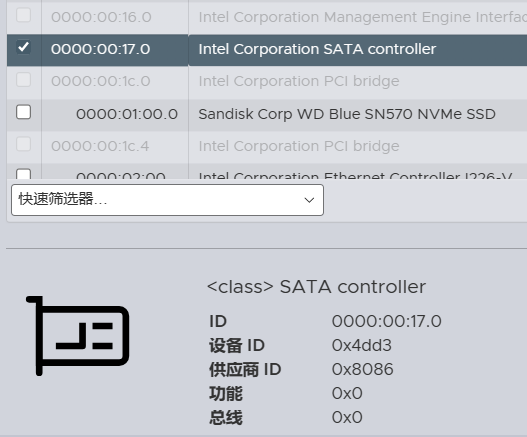 0000:00:16.0 Intel Corporation Management Engine Interfac
0000:00:17.0 Intel Corporation SATA controller
0000:00:1c.0 Intel Corporation PCI bridge
0000:01:00.0 Sandisk Corp WD Blue SN570 NVMe SSD
0000:00:1c.4 Intel Corporation PCI bridge
0000:02:00 Intel Corporation Ethernet Controller I226-V
快速筛选器...
<class> SATA controller
ID 0000:00:17.0
设备 ID 0x4dd3
供应商 ID 0x8086
功能 0x0
总线 0x0